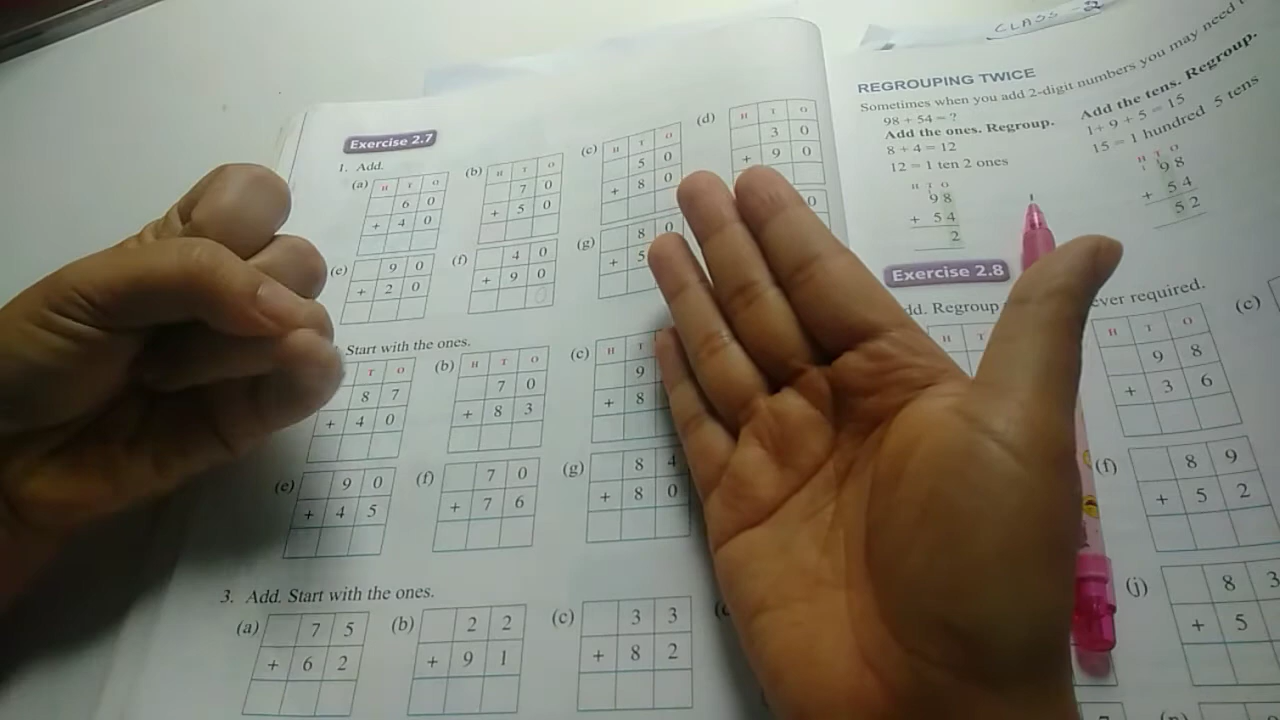 CLASS - 2
Exercise 2.7
1. Add.
(a)
H T O
6 0
+ 4 0
(b)
H T O
7 0
+ 5 0
(c)
H T O
5 0
+ 8 0
(d)
H T O
3 0
+ 9 0
(e)
9 0
+ 2 0
(f)
4 0
+ 9 0
(g)
8 0
+ 5
0
Start with the ones.
T O
8 7
+ 4 0
(b)
H T O
7 0
+ 8 3
(c)
H T
9
+ 8
(e)
9 0
+ 4 5
(f)
7 0
+ 7 6
(g)
8 4
+ 8 0
3. Add. Start with the ones.
(a)
7 5
+ 6 2
(b)
2 2
+ 9 1
(c)
3 3
+ 8 2
REGROUPING TWICE
Sometimes when you add 2-digit numbers you may need
98 + 54 = ?
Add the ones. Regroup.
8 + 4 = 12
12 = 1 ten 2 ones
H T O
1
9 8
+ 5 4
2
Add the tens. Regroup.
1 + 9 + 5 = 15
15 = 1 hundred 5 tens
H T O
1 1
9 8
+ 5 4
5 2
Exercise 2.8
dd. Regroup
ever required.
H T
H T O
9 8
+ 3 6
(c)
(f)
8 9
+ 5 2
(j)
8 3
+ 5